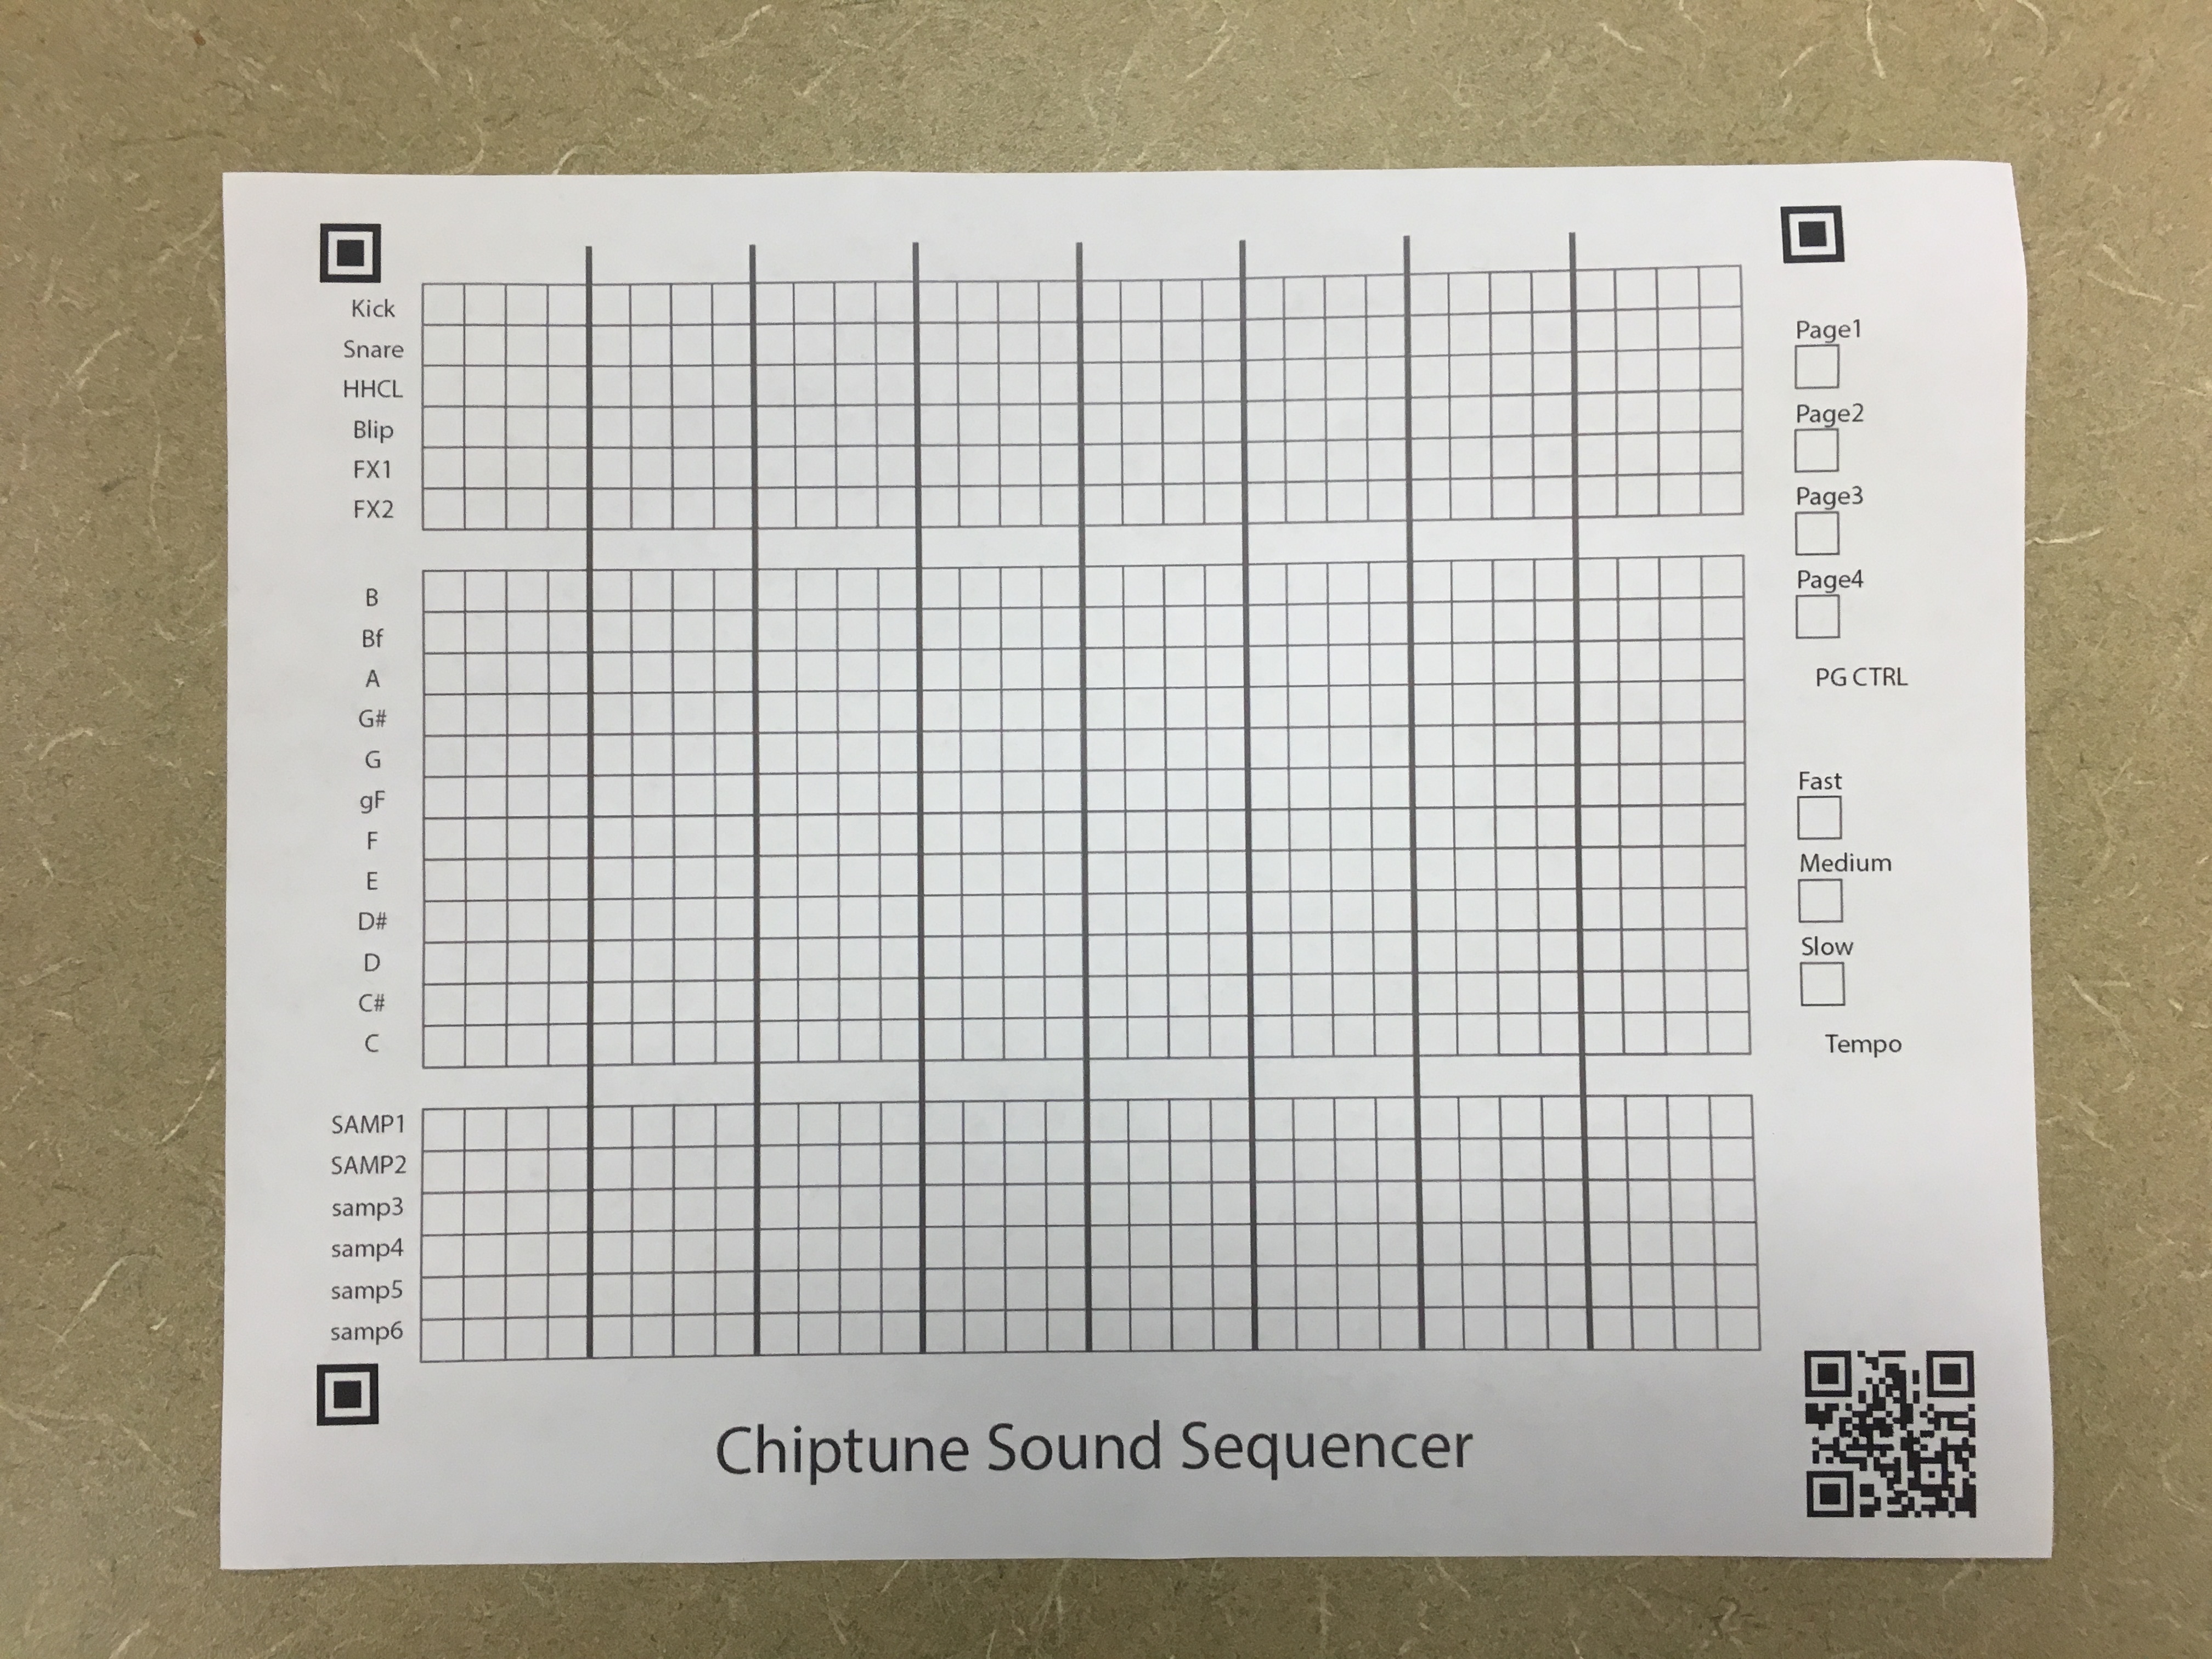 Kick
Snare
HHCL
Blip
FX1
FX2
B
Bf
A
G#
G
gF
F
E
D#
D
C#
C
SAMP1
SAMP2
samp3
samp4
samp5
samp6
Page1
Page2
Page3
Page4
PG CTRL
Fast
Medium
Slow
Tempo
Chiptune Sound Sequencer